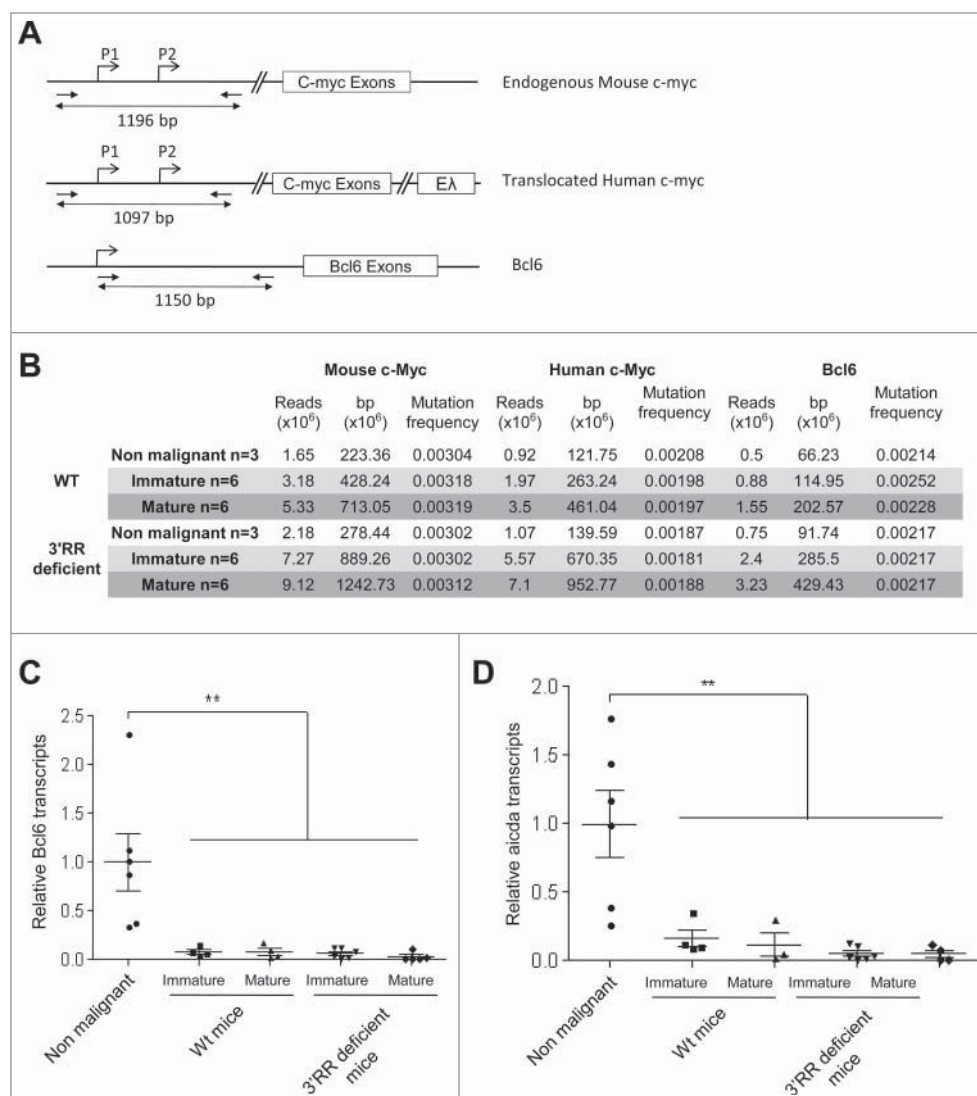 A
P1 P2
C-myc Exons
Endogenous Mouse c-myc
1196 bp
P1 P2
C-myc Exons
Eλ
Translocated Human c-myc
1097 bp
Bcl6 Exons
Bcl6
1150 bp
B
Mouse c-Myc Human c-Myc Bcl6
Reads (x10⁶) bp (x10⁶) Mutation frequency Reads (x10⁶) bp (x10⁶) Mutation frequency Reads (x10⁶) bp (x10⁶) Mutation frequency
WT
Non malignant n=3 1.65 223.36 0.00304 0.92 121.75 0.00208 0.5 66.23 0.00214
Immature n=6 3.18 428.24 0.00318 1.97 263.24 0.00198 0.88 114.95 0.00252
Mature n=6 5.33 713.05 0.00319 3.5 461.04 0.00197 1.55 202.57 0.00228
3'RR deficient
Non malignant n=3 2.18 278.44 0.00302 1.07 139.59 0.00187 0.75 91.74 0.00217
Immature n=6 7.27 889.26 0.00302 5.57 670.35 0.00181 2.4 285.5 0.00217
Mature n=6 9.12 1242.73 0.00312 7.1 952.77 0.00188 3.23 429.43 0.00217
C
**
Relative Bcl6 transcripts
2.5
2.0
1.5
1.0
0.5
0.0
Non malignant
Immature Mature Immature Mature
Wt mice
3'RR deficient
mice
D
**
Relative aicda transcripts
2.0
1.5
1.0
0.5
0.0
Non malignant
Immature Mature Immature Mature
Wt mice
3'RR deficient
mice